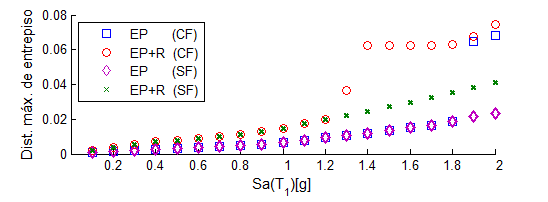 0.08
0.06
0.04
0.02
0
Dist. máx. de entrepiso
EP (CF)
EP+R (CF)
EP (SF)
EP+R (SF)
0.2 0.4 0.6 0.8 1 1.2 1.4 1.6 1.8 2
Sa(T1)[g]